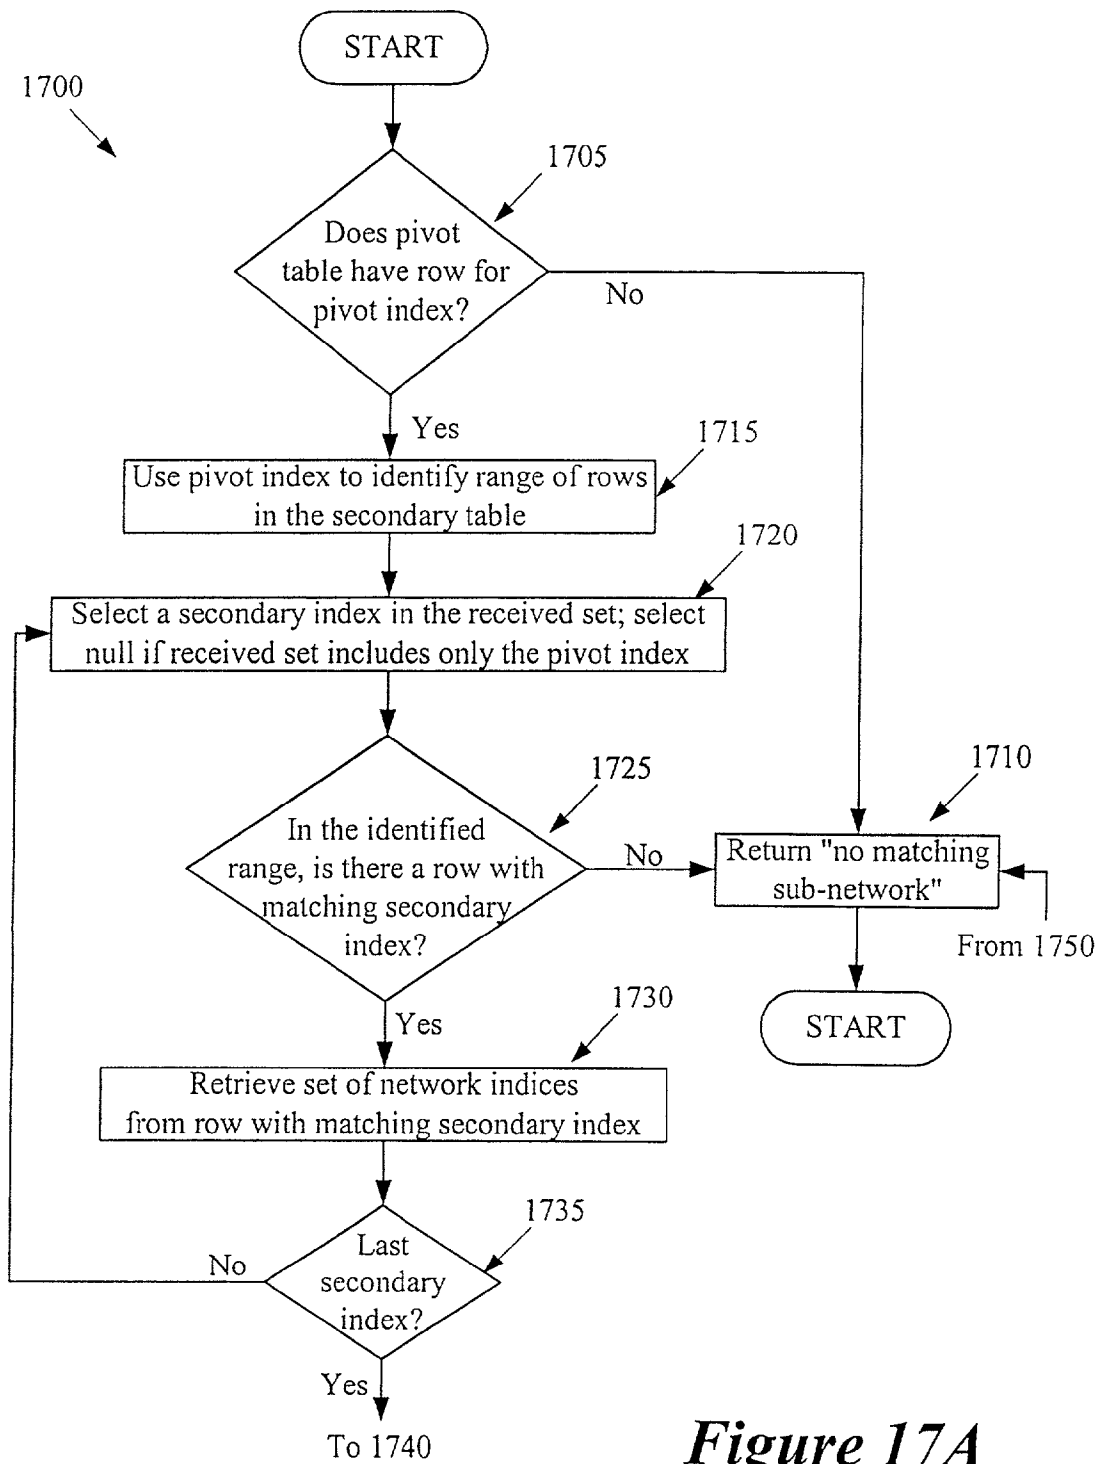 START
1700
1705
Does pivot
table have row for
pivot index?
No
Yes
1715
Use pivot index to identify range of rows
in the secondary table
1720
Select a secondary index in the received set; select
null if received set includes only the pivot index
1725
In the identified
range, is there a row with
matching secondary
index?
No
1710
Return "no matching
sub-network"
From 1750
START
Yes
1730
Retrieve set of network indices
from row with matching secondary index
1735
Last
secondary
index?
No
Yes
To 1740
Figure 17A